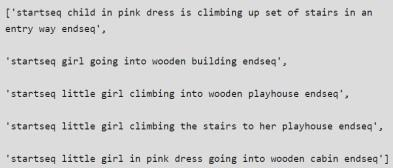 ['startseq child in pink dress is climbing up set of stairs in an
entry way endseq',
'startseq girl going into wooden building endseq',
'startseq little girl climbing into wooden playhouse endseq',
'startseq little girl climbing the stairs to her playhouse endseq',
'startseq little girl in pink dress going into wooden cabin endseq']